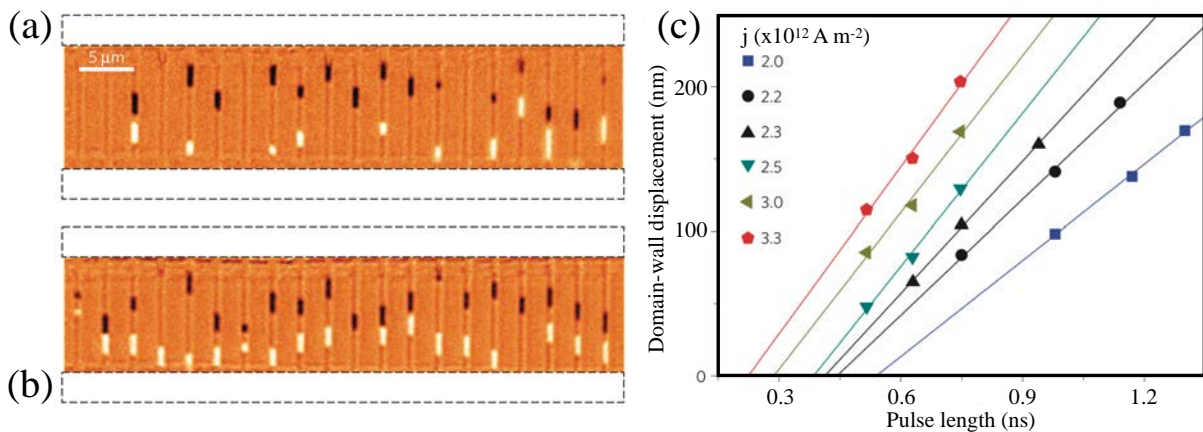 (a)
5 µm
(b)
(c)
j (x10¹² A m⁻²)
2.0
2.2
2.3
2.5
3.0
3.3
Domain-wall displacement (nm)
200
100
0
0.3 0.6 0.9 1.2
Pulse length (ns)